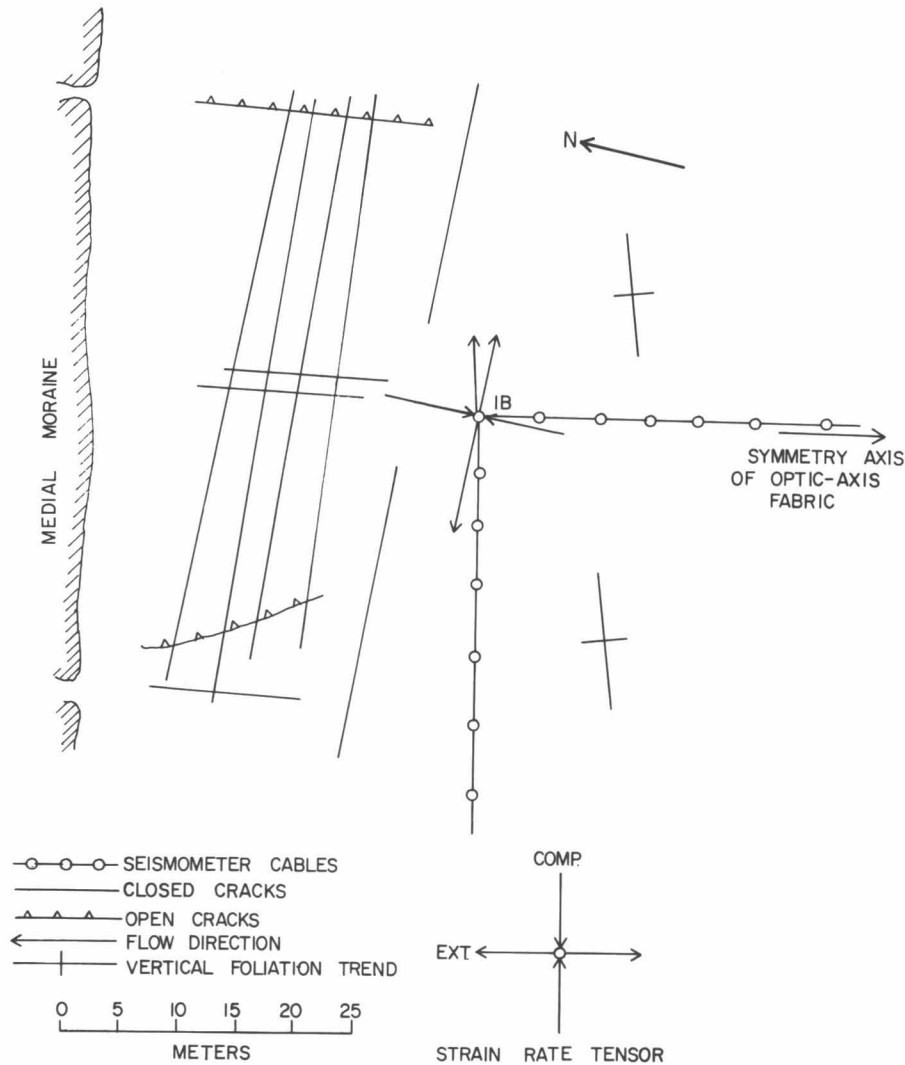 N
MEDIAL MORAINE
IB
SYMMETRY AXIS
OF OPTIC-AXIS
FABRIC
SEISMOMETER CABLES
CLOSED CRACKS
OPEN CRACKS
FLOW DIRECTION
VERTICAL FOLIATION TREND
0 5 10 15 20 25
METERS
COMP.
EXT.
STRAIN RATE TENSOR